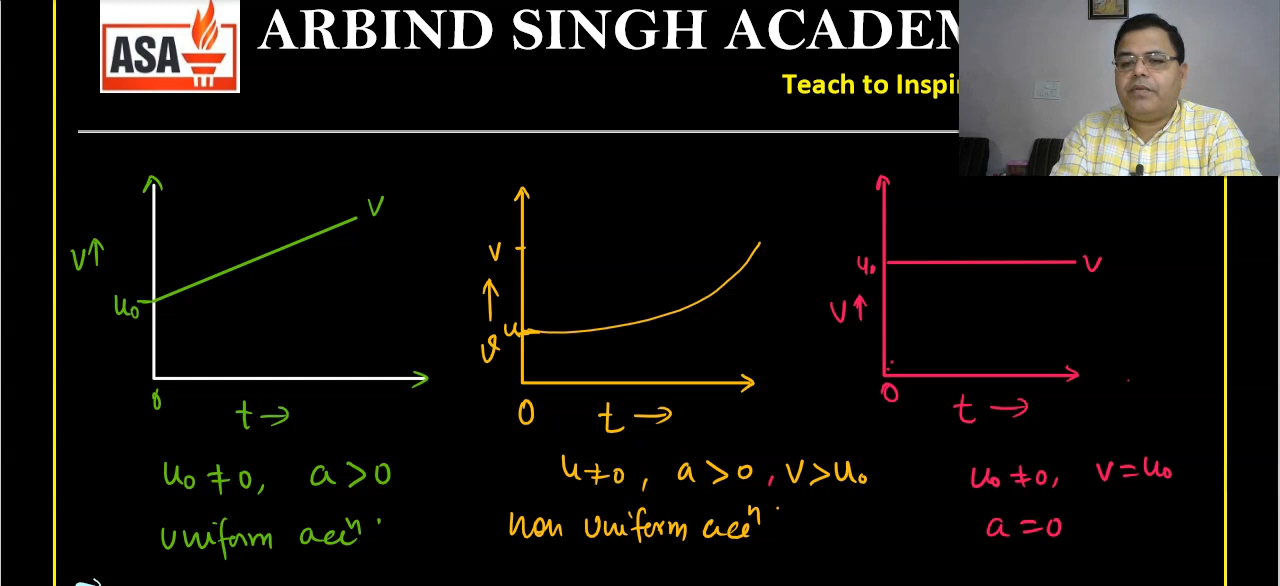 ASA
ARBIND SINGH ACADEM
Teach to Inspi
V↑
u₀
V
0
t →
u₀ ≠ 0, a > 0
uniform accⁿ.
V
↑
v
u
0
t →
u ≠ 0, a > 0, v > u₀
non uniform accⁿ.
u₀
V↑
V
0
t →
u₀ ≠ 0, v = u₀
a = 0